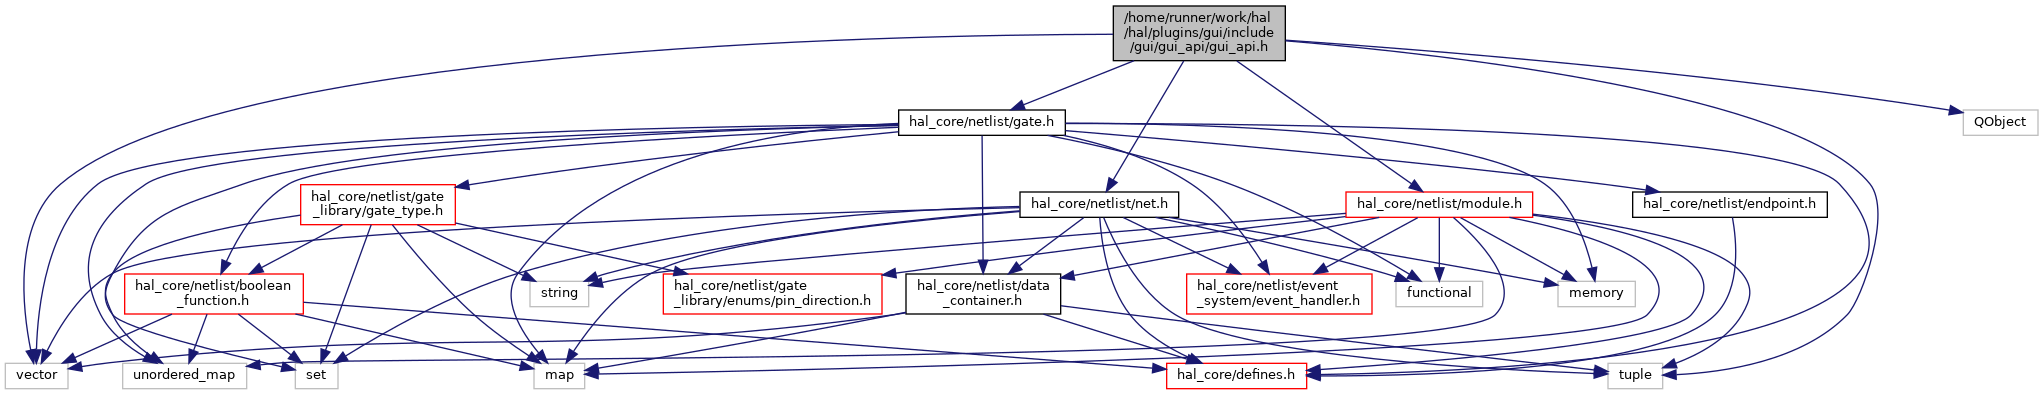 /home/runner/work/hal
/hal/plugins/gui/include
/gui/gui_api/gui_api.h
hal_core/netlist/gate.h
QObject
hal_core/netlist/gate
_library/gate_type.h
hal_core/netlist/net.h
hal_core/netlist/module.h
hal_core/netlist/endpoint.h
hal_core/netlist/boolean
_function.h
string
hal_core/netlist/gate
_library/enums/pin_direction.h
hal_core/netlist/data
_container.h
hal_core/netlist/event
_system/event_handler.h
functional
memory
vector
unordered_map
set
map
hal_core/defines.h
tuple